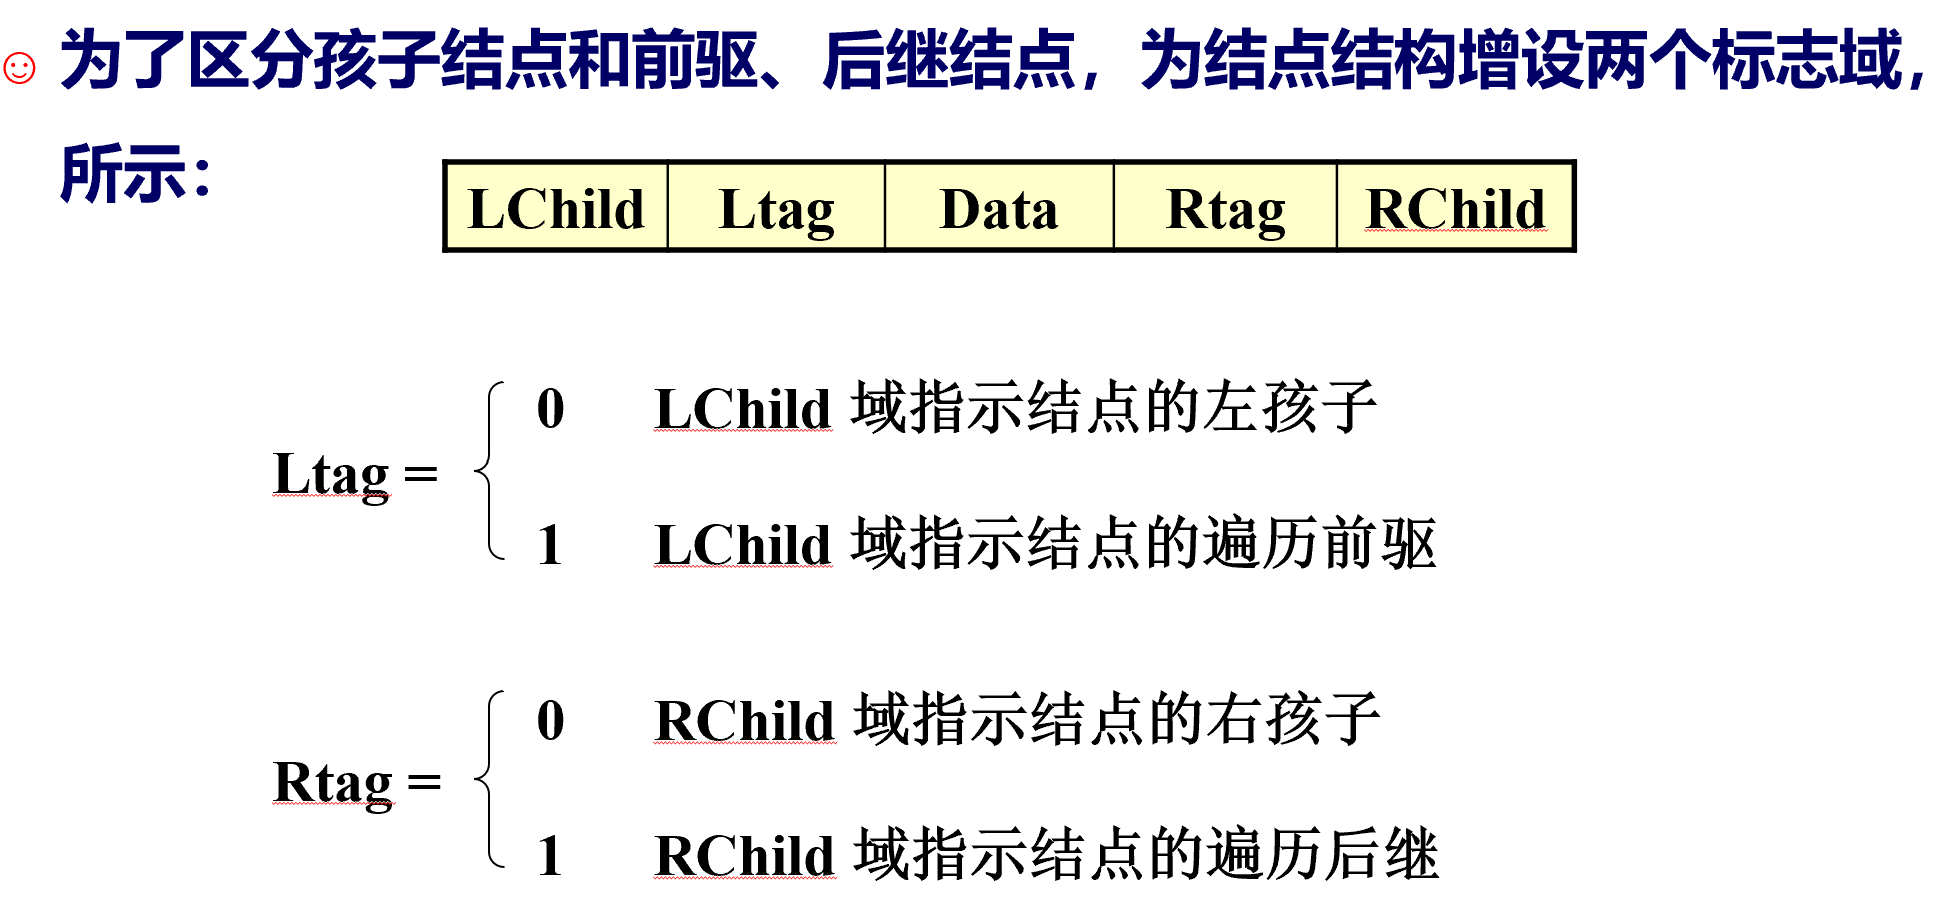 为了区分孩子结点和前驱、后继结点，为结点结构增设两个标志域，
所示：
LChild Ltag Data Rtag RChild
0 LChild 域指示结点的左孩子
Ltag =
1 LChild 域指示结点的遍历前驱
0 RChild 域指示结点的右孩子
Rtag =
1 RChild 域指示结点的遍历后继